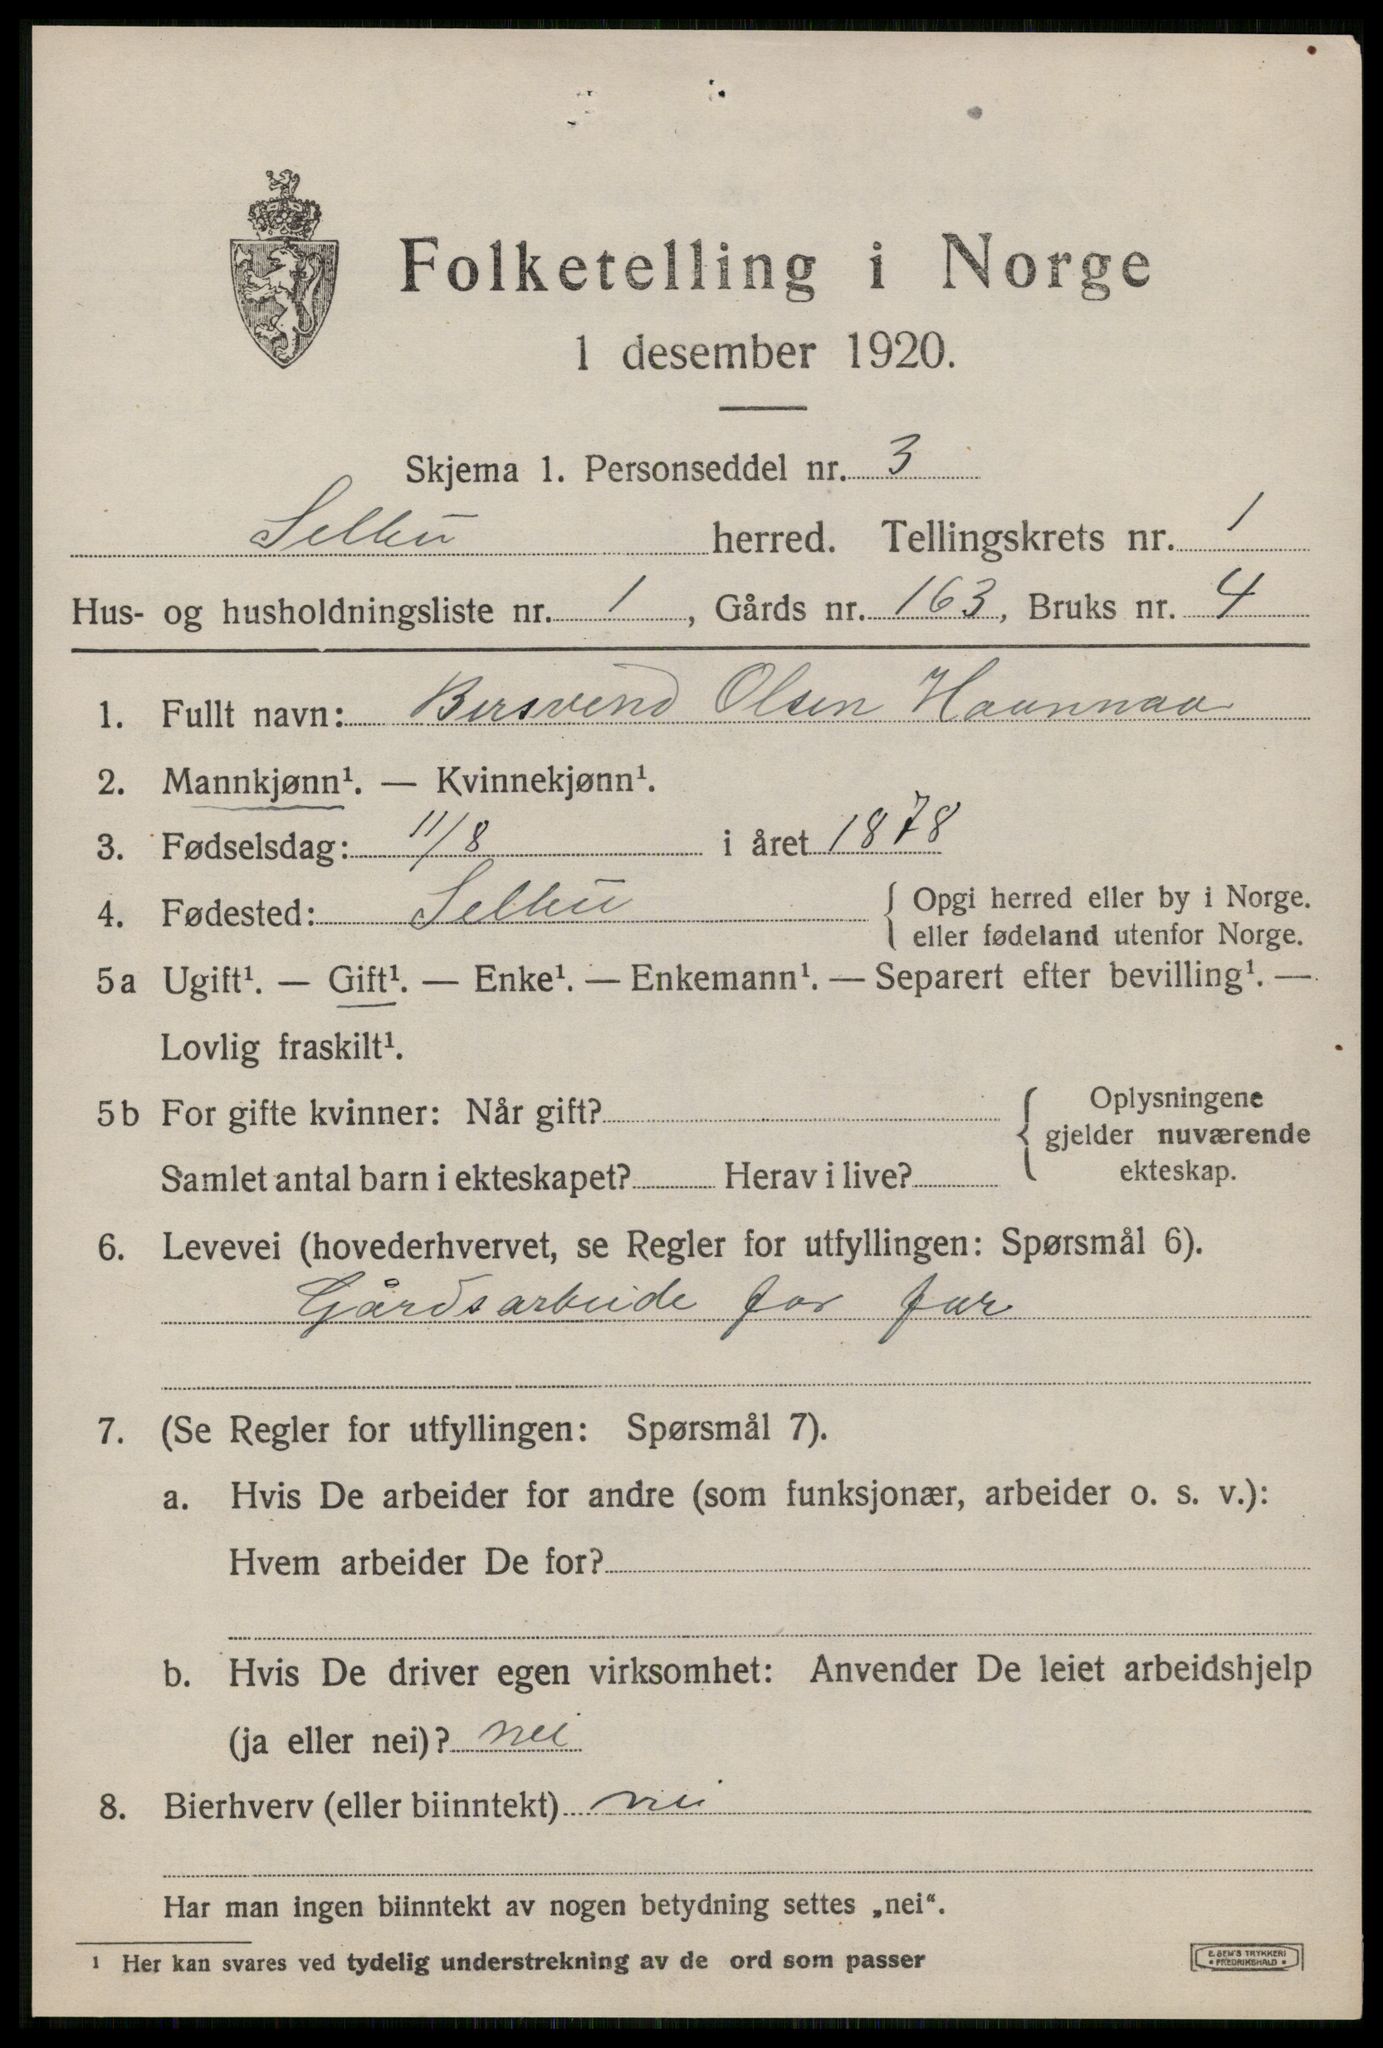 Folketelling i Norge
1 desember 1920.
Skjema 1. Personseddel nr. 3
Selbu herred. Tellingskrets nr. 1
Hus- og husholdningsliste nr. 1, Gårds nr. 163, Bruks nr. 4
1. Fullt navn: Bersvend Olsen
2. Mannkjønn¹. — Kvinnekjønn¹.
3. Fødselsdag: 11/8 i året 1878
4. Fødested: Selbu { Opgi herred eller by i Norge.
eller fødeland utenfor Norge.
5a Ugift¹. — Gift¹. — Enke¹. — Enkemann¹. — Separert efter bevilling¹. —
Lovlig fraskilt¹.
5b For gifte kvinner: Når gift?
Samlet antal barn i ekteskapet? Herav i live?
{ Oplysningene
gjelder nuværende
ekteskap.
6. Levevei (hovederhvervet, se Regler for utfyllingen: Spørsmål 6).
Gårdsarbeide for far
7. (Se Regler for utfyllingen: Spørsmål 7).
a. Hvis De arbeider for andre (som funksjonær, arbeider o. s. v.):
Hvem arbeider De for?
b. Hvis De driver egen virksomhet: Anvender De leiet arbeidshjelp
(ja eller nei)? nei
8. Bierhverv (eller biinntekt) nei
Har man ingen biinntekt av nogen betydning settes „nei“.
¹ Her kan svares ved tydelig understrekning av de ord som passer
E. SEM'S TRYKKERI
FREDRIKSHALD